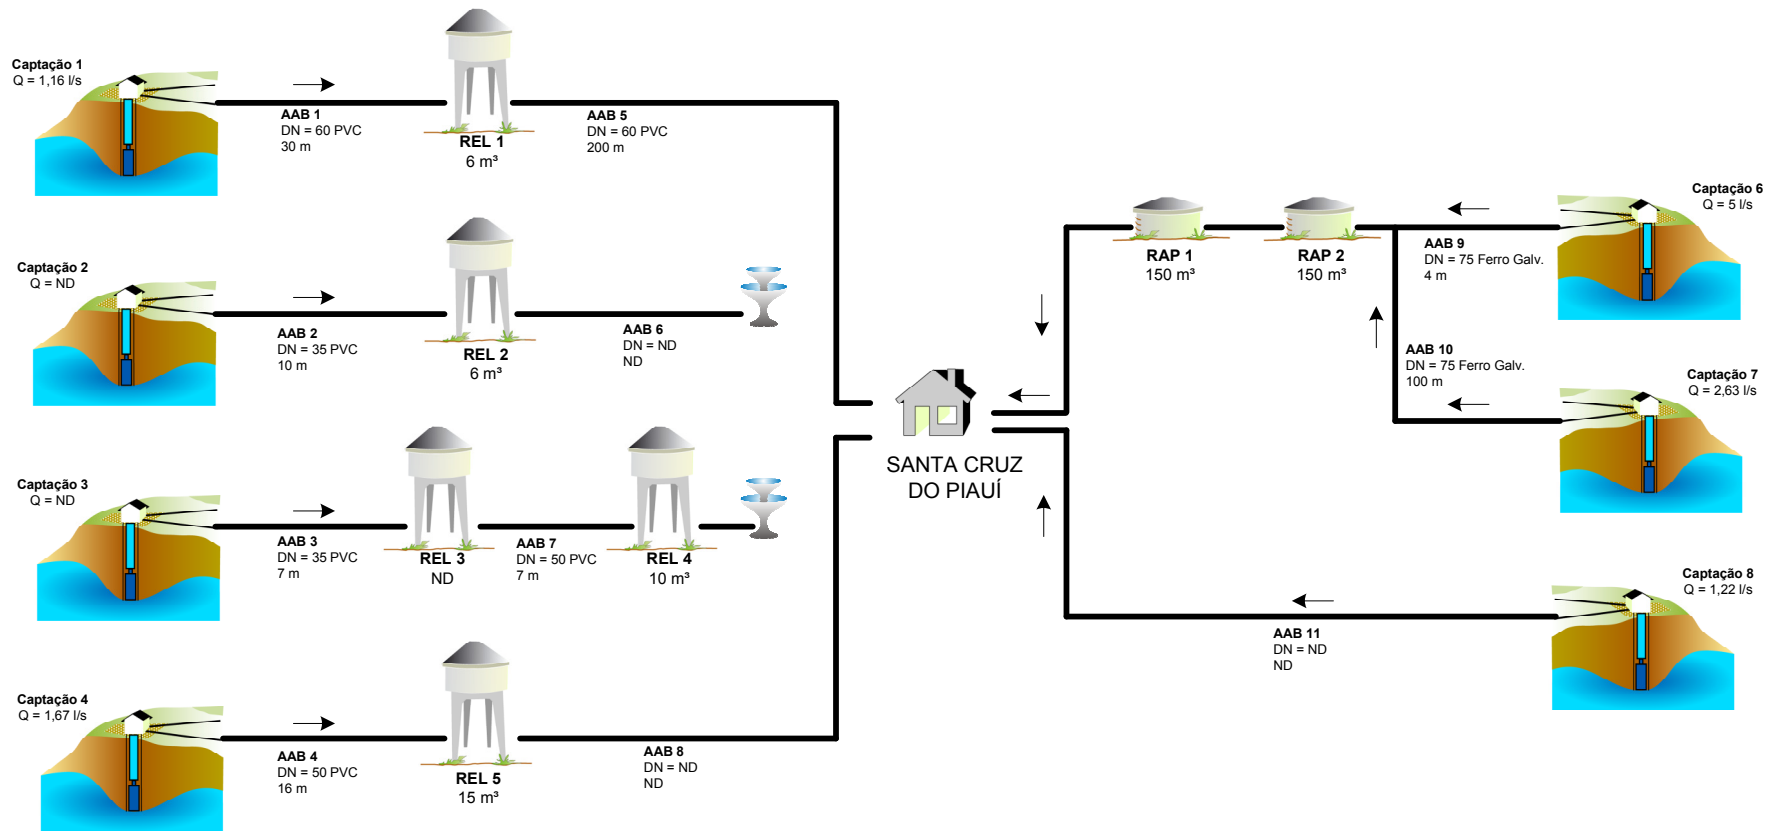 Captação 1
Q = 1,16 l/s
AAB 1
DN = 60 PVC
30 m
REL 1
6 m³
AAB 5
DN = 60 PVC
200 m
Captação 2
Q = ND
AAB 2
DN = 35 PVC
10 m
REL 2
6 m³
AAB 6
DN = ND
ND
Captação 3
Q = ND
AAB 3
DN = 35 PVC
7 m
REL 3
ND
AAB 7
DN = 50 PVC
7 m
REL 4
10 m³
Captação 4
Q = 1,67 l/s
AAB 4
DN = 50 PVC
16 m
REL 5
15 m³
AAB 8
DN = ND
ND
SANTA CRUZ
DO PIAUÍ
RAP 1
150 m³
RAP 2
150 m³
AAB 9
DN = 75 Ferro Galv.
4 m
Captação 6
Q = 5 l/s
AAB 10
DN = 75 Ferro Galv.
100 m
Captação 7
Q = 2,63 l/s
AAB 11
DN = ND
ND
Captação 8
Q = 1,22 l/s